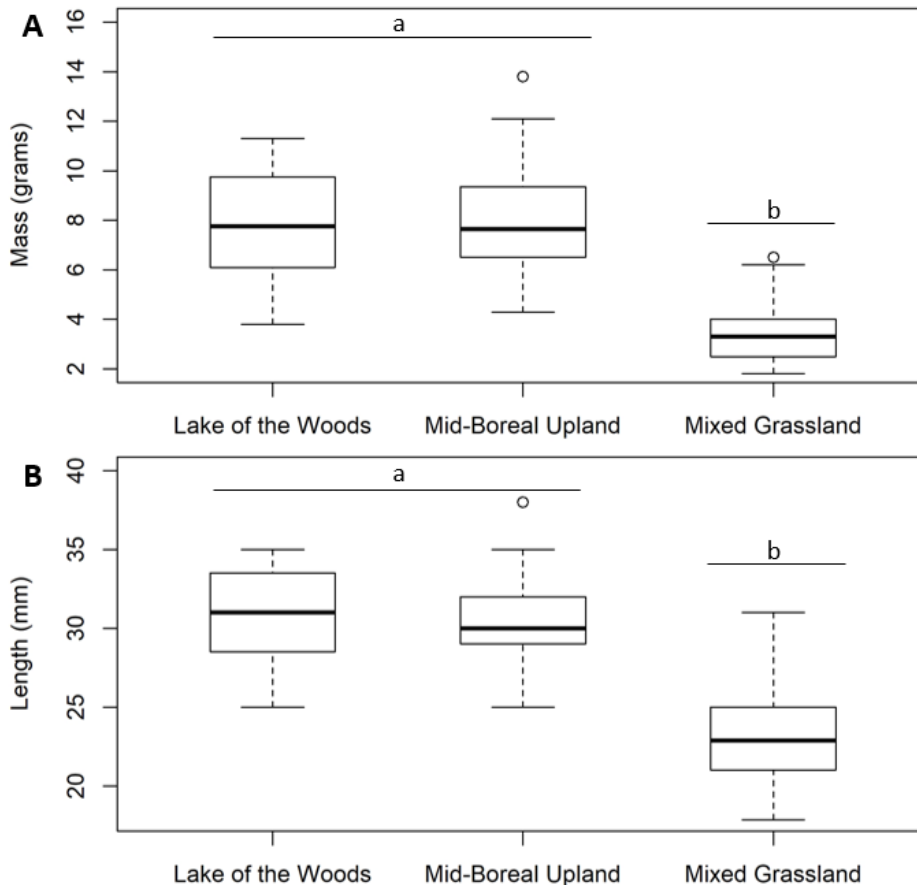 A
a
b
16
14
12
10
8
6
4
2
Mass (grams)
Lake of the Woods Mid-Boreal Upland Mixed Grassland
B
a
b
40
35
30
25
20
Length (mm)
Lake of the Woods Mid-Boreal Upland Mixed Grassland